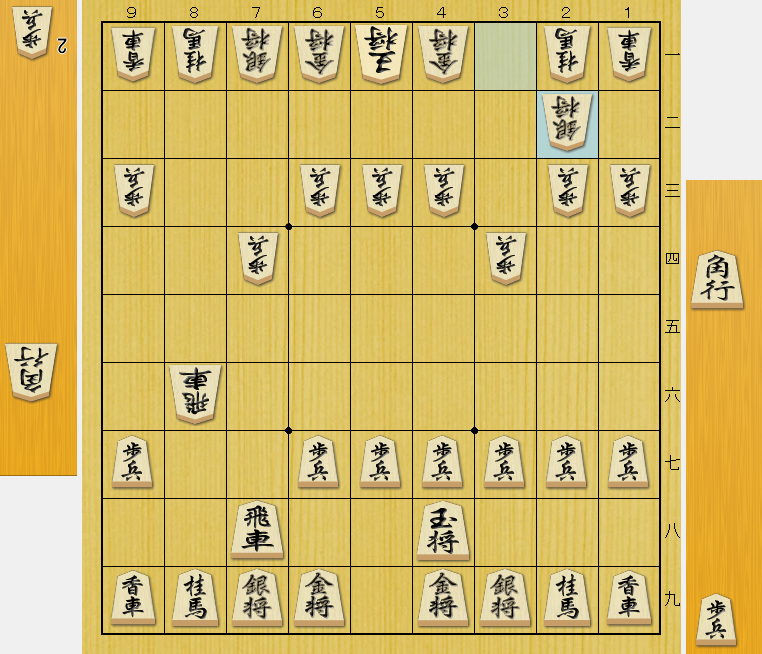 歩兵 2
角行
9 8 7 6 5 4 3 2 1
香車 桂馬 銀将 金将 王将 金将 桂馬 香車 一
銀将 二
歩兵 歩兵 歩兵 歩兵 歩兵 歩兵 三
歩兵 歩兵 四
五
飛車 六
歩兵 歩兵 歩兵 歩兵 歩兵 歩兵 歩兵 七
飛車 玉将 八
香車 桂馬 銀将 金将 金将 銀将 桂馬 香車 九
角行
歩兵